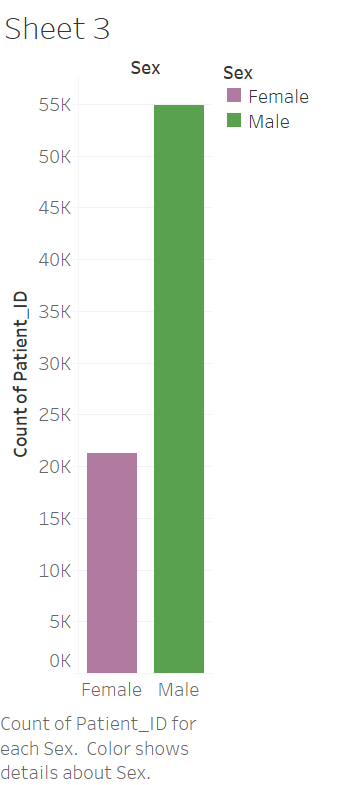 Sheet 3
Sex
Sex
Female
Male
55K
50K
45K
40K
35K
30K
25K
20K
15K
10K
5K
0K
Count of Patient_ID
Female Male
Count of Patient_ID for
each Sex. Color shows
details about Sex.